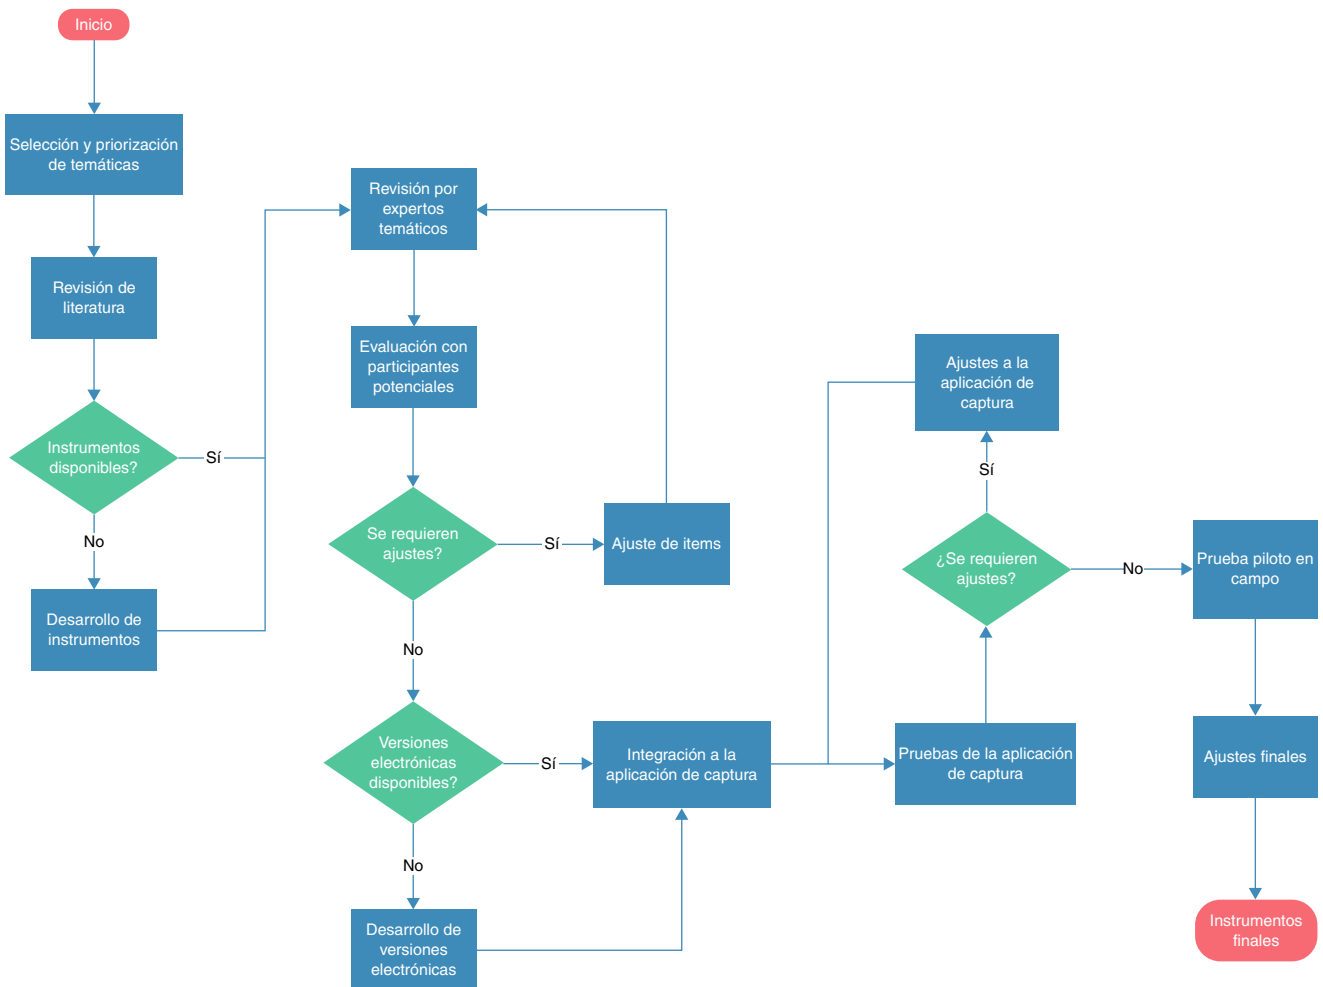 Inicio
Selección y priorización
de temáticas
Revisión de
literatura
Instrumentos
disponibles?
Sí
No
Desarrollo de
instrumentos
Revisión por
expertos
temáticos
Evaluación con
participantes
potenciales
Se requieren
ajustes?
Sí
Ajuste de items
No
Versiones
electrónicas
disponibles?
Sí
No
Desarrollo de
versiones
electrónicas
Integración a la
aplicación de captura
Pruebas de la aplicación
de captura
¿Se requieren
ajustes?
Sí
Ajustes a la
aplicación de
captura
No
Prueba piloto en
campo
Ajustes finales
Instrumentos
finales